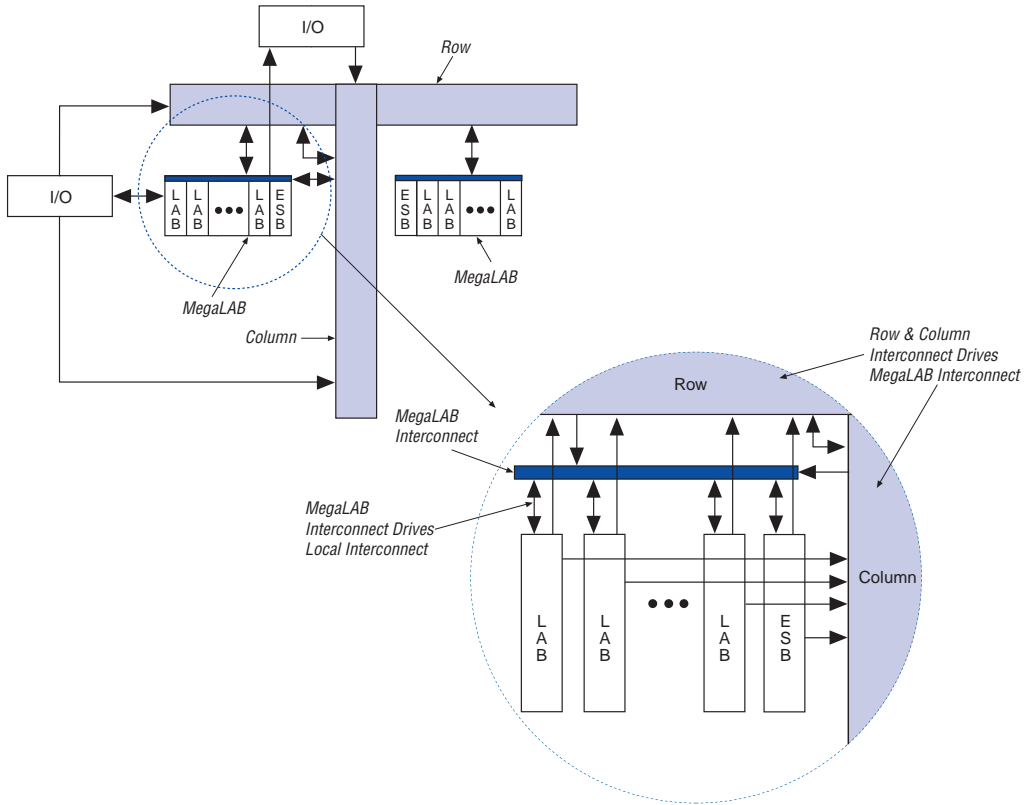 I/O
Row
I/O
L
A
B
L
A
B
L
A
B
E
S
B
E
S
B
L
A
B
L
A
B
L
A
B
MegaLAB
MegaLAB
Column
Row & Column
Interconnect Drives
MegaLAB Interconnect
Row
MegaLAB
Interconnect
MegaLAB
Interconnect Drives
Local Interconnect
Column
L
A
B
L
A
B
L
A
B
E
S
B